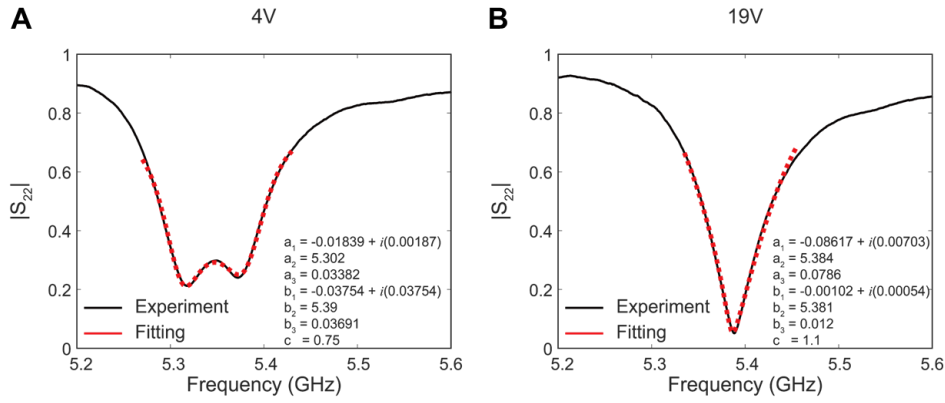 A
4V
1
0.8
0.6
0.4
0.2
0
|S₂₂|
a₁ = -0.01839 + i(0.00187)
a₂ = 5.302
a₃ = 0.03382
b₁ = -0.03754 + i(0.03754)
b₂ = 5.39
b₃ = 0.03691
c = 0.75
Experiment
Fitting
5.2 5.3 5.4 5.5 5.6
Frequency (GHz)
B
19V
1
0.8
0.6
0.4
0.2
0
|S₂₂|
a₁ = -0.08617 + i(0.00703)
a₂ = 5.384
a₃ = 0.0786
b₁ = -0.00102 + i(0.00054)
b₂ = 5.381
b₃ = 0.012
c = 1.1
Experiment
Fitting
5.2 5.3 5.4 5.5 5.6
Frequency (GHz)